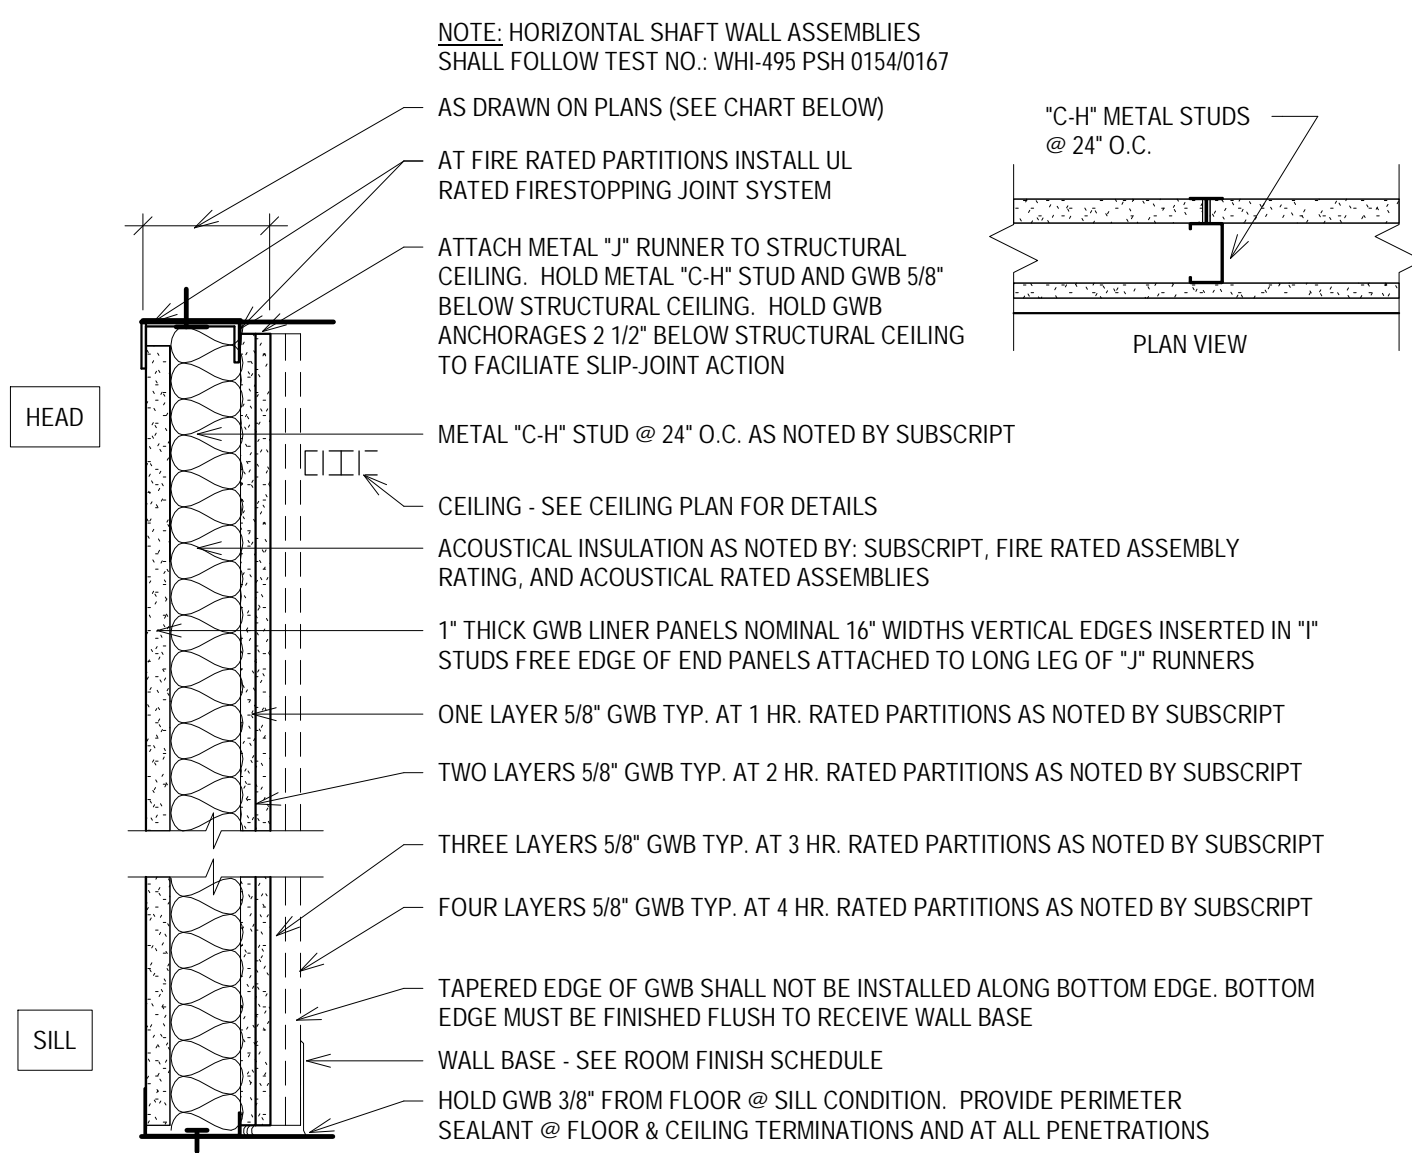 NOTE: HORIZONTAL SHAFT WALL ASSEMBLIES
SHALL FOLLOW TEST NO.: WHI-495 PSH 0154/0167
AS DRAWN ON PLANS (SEE CHART BELOW)
AT FIRE RATED PARTITIONS INSTALL UL
RATED FIRESTOPPING JOINT SYSTEM
ATTACH METAL "J" RUNNER TO STRUCTURAL
CEILING. HOLD METAL "C-H" STUD AND GWB 5/8"
BELOW STRUCTURAL CEILING. HOLD GWB
ANCHORAGES 2 1/2" BELOW STRUCTURAL CEILING
TO FACILIATE SLIP-JOINT ACTION
"C-H" METAL STUDS
@ 24" O.C.
PLAN VIEW
HEAD
METAL "C-H" STUD @ 24" O.C. AS NOTED BY SUBSCRIPT
CEILING - SEE CEILING PLAN FOR DETAILS
ACOUSTICAL INSULATION AS NOTED BY: SUBSCRIPT, FIRE RATED ASSEMBLY
RATING, AND ACOUSTICAL RATED ASSEMBLIES
1" THICK GWB LINER PANELS NOMINAL 16" WIDTHS VERTICAL EDGES INSERTED IN "I"
STUDS FREE EDGE OF END PANELS ATTACHED TO LONG LEG OF "J" RUNNERS
ONE LAYER 5/8" GWB TYP. AT 1 HR. RATED PARTITIONS AS NOTED BY SUBSCRIPT
TWO LAYERS 5/8" GWB TYP. AT 2 HR. RATED PARTITIONS AS NOTED BY SUBSCRIPT
THREE LAYERS 5/8" GWB TYP. AT 3 HR. RATED PARTITIONS AS NOTED BY SUBSCRIPT
FOUR LAYERS 5/8" GWB TYP. AT 4 HR. RATED PARTITIONS AS NOTED BY SUBSCRIPT
TAPERED EDGE OF GWB SHALL NOT BE INSTALLED ALONG BOTTOM EDGE. BOTTOM
EDGE MUST BE FINISHED FLUSH TO RECEIVE WALL BASE
SILL
WALL BASE - SEE ROOM FINISH SCHEDULE
HOLD GWB 3/8" FROM FLOOR @ SILL CONDITION. PROVIDE PERIMETER
SEALANT @ FLOOR & CEILING TERMINATIONS AND AT ALL PENETRATIONS